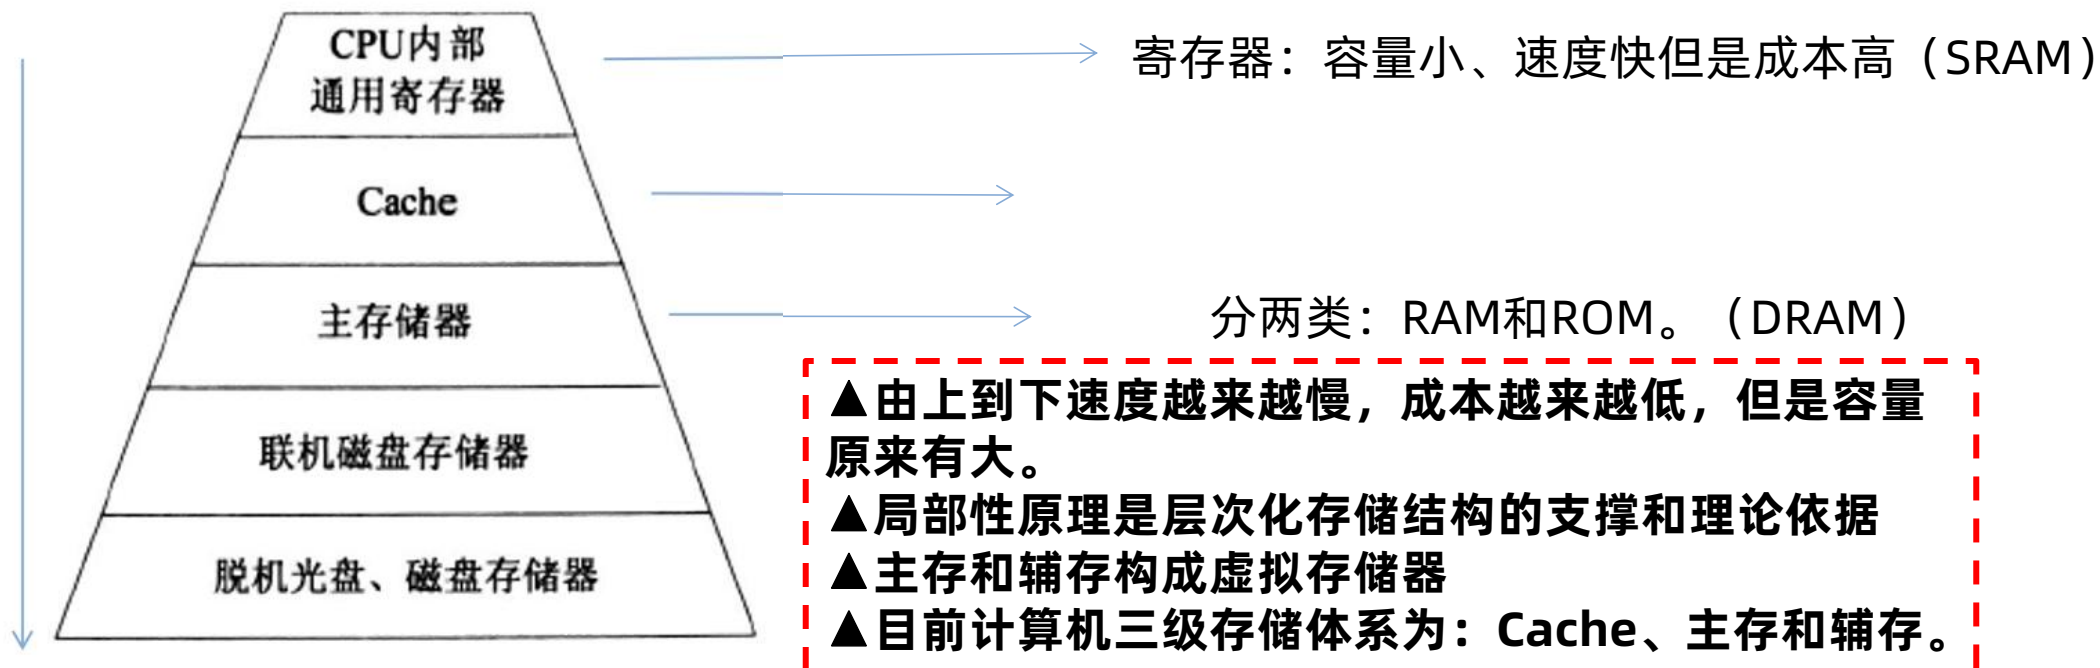 CPU内部
通用寄存器
寄存器：容量小、速度快但是成本高（SRAM）
Cache
主存储器
分两类：RAM和ROM。（DRAM）
▲由上到下速度越来越慢，成本越来越低，但是容量
原来有大。
联机磁盘存储器
▲局部性原理是层次化存储结构的支撑和理论依据
▲主存和辅存构成虚拟存储器
脱机光盘、磁盘存储器
▲目前计算机三级存储体系为：Cache、主存和辅存。